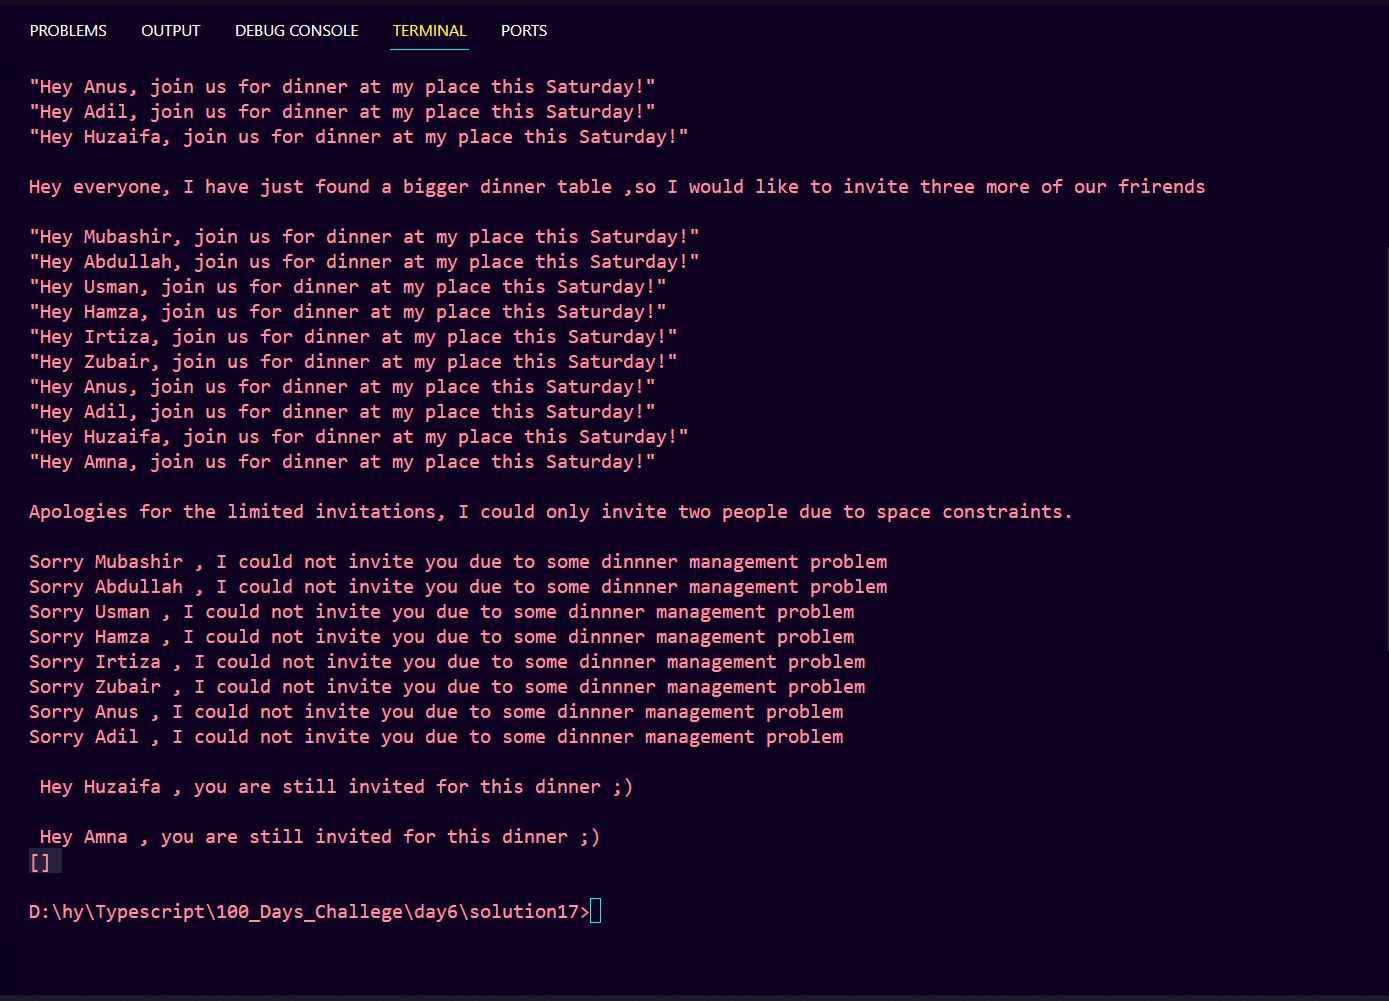 PROBLEMS OUTPUT DEBUG CONSOLE TERMINAL PORTS
"Hey Anus, join us for dinner at my place this Saturday!"
"Hey Adil, join us for dinner at my place this Saturday!"
"Hey Huzaifa, join us for dinner at my place this Saturday!"
Hey everyone, I have just found a bigger dinner table ,so I would like to invite three more of our frirends
"Hey Mubashir, join us for dinner at my place this Saturday!"
"Hey Abdullah, join us for dinner at my place this Saturday!"
"Hey Usman, join us for dinner at my place this Saturday!"
"Hey Hamza, join us for dinner at my place this Saturday!"
"Hey Irtiza, join us for dinner at my place this Saturday!"
"Hey Zubair, join us for dinner at my place this Saturday!"
"Hey Anus, join us for dinner at my place this Saturday!"
"Hey Adil, join us for dinner at my place this Saturday!"
"Hey Huzaifa, join us for dinner at my place this Saturday!"
"Hey Amna, join us for dinner at my place this Saturday!"
Apologies for the limited invitations, I could only invite two people due to space constraints.
Sorry Mubashir , I could not invite you due to some dinnner management problem
Sorry Abdullah , I could not invite you due to some dinnner management problem
Sorry Usman , I could not invite you due to some dinnner management problem
Sorry Hamza , I could not invite you due to some dinnner management problem
Sorry Irtiza , I could not invite you due to some dinnner management problem
Sorry Zubair , I could not invite you due to some dinnner management problem
Sorry Anus , I could not invite you due to some dinnner management problem
Sorry Adil , I could not invite you due to some dinnner management problem
Hey Huzaifa , you are still invited for this dinner ;)
Hey Amna , you are still invited for this dinner ;)
[]
D:\hy\Typescript\100_Days_Challege\day6\solution17>